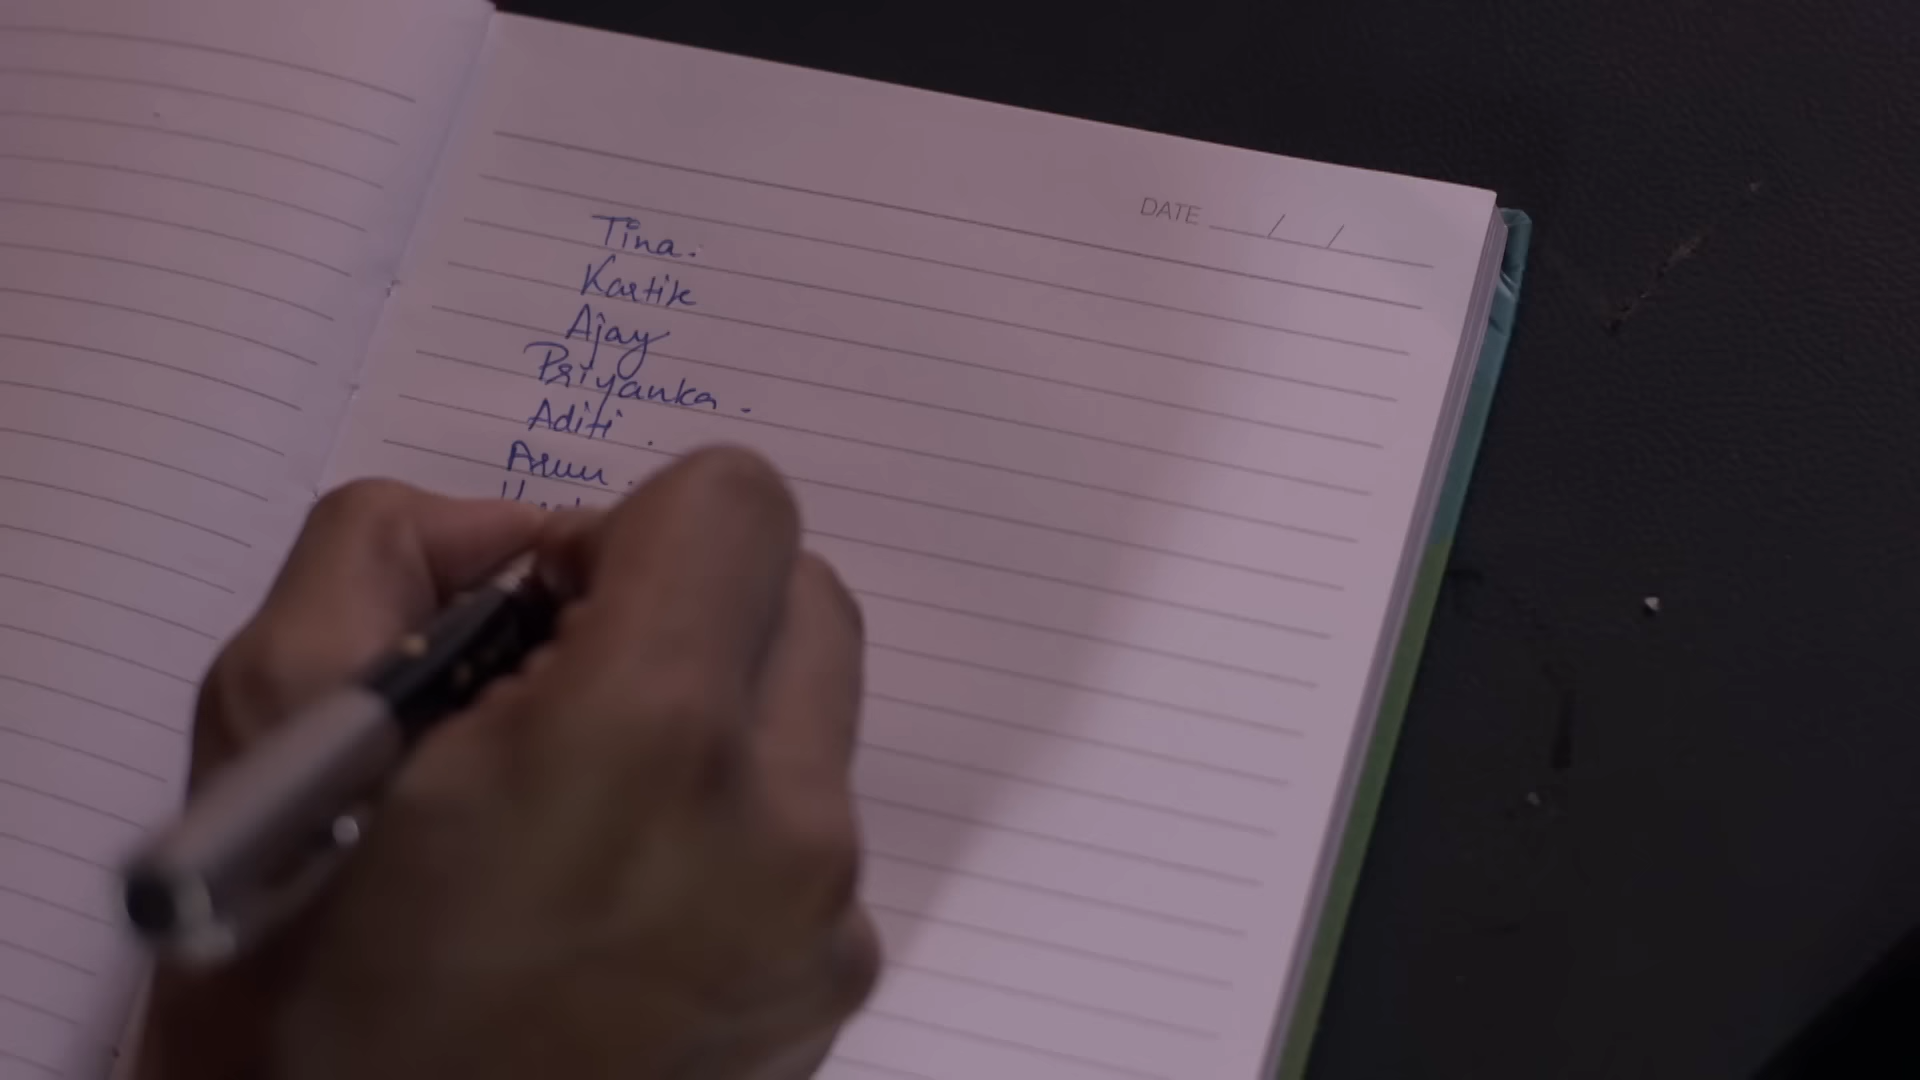 DATE / /
Tina.
Kartik
Ajay
Priyanka.
Aditi.
Arun.